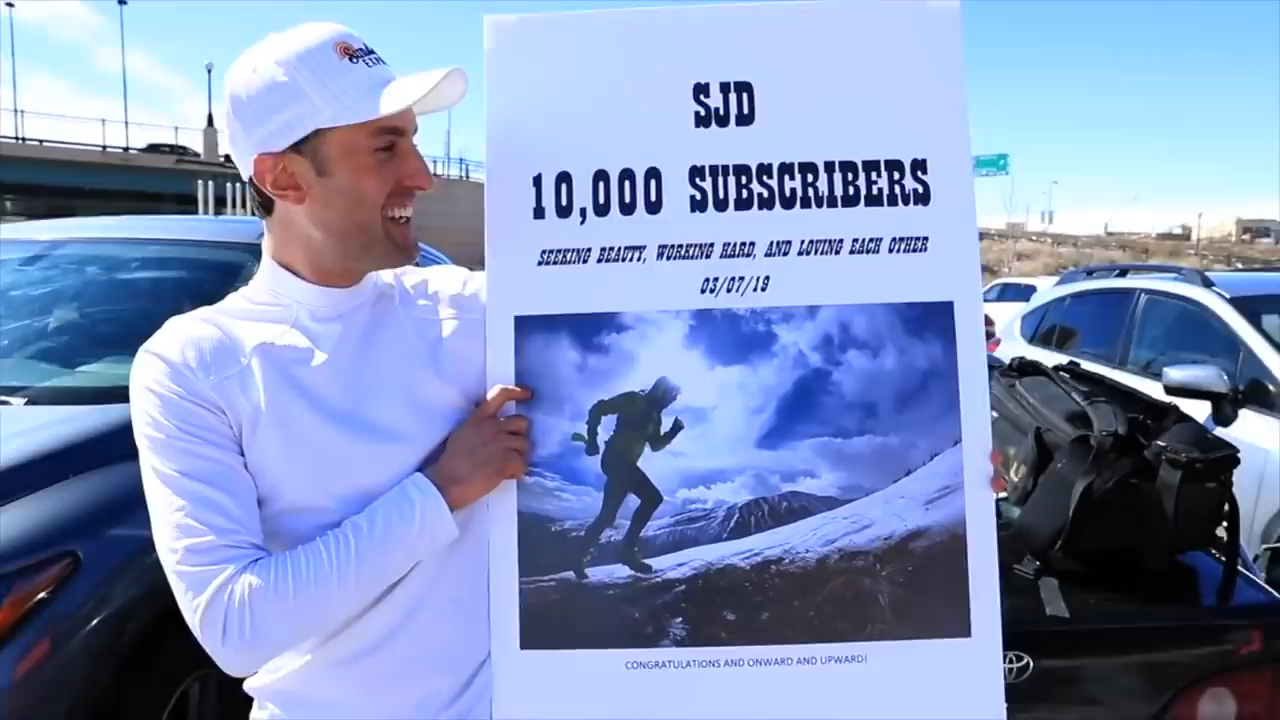 SJD
10,000 SUBSCRIBERS
SEEKING BEAUTY, WORKING HARD, AND LOVING EACH OTHER
03/07/19
CONGRATULATIONS AND ONWARD AND UPWARD!